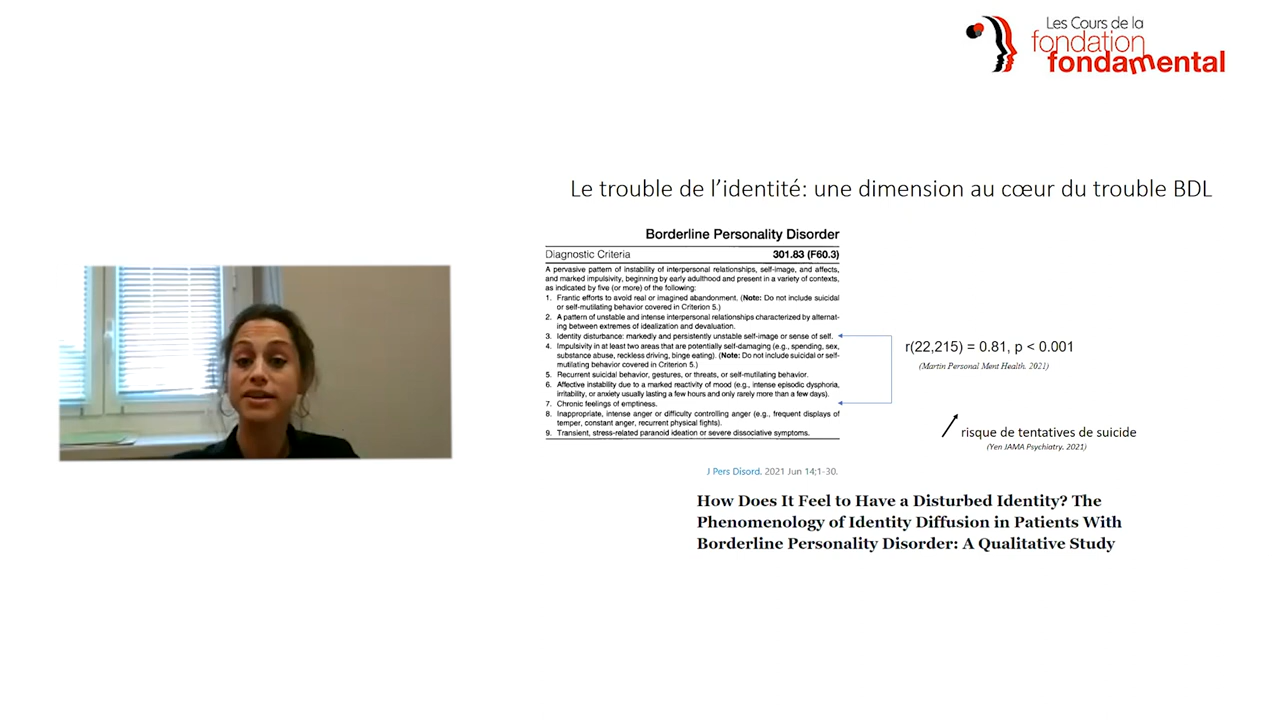 Les Cours de la
fondation
fondamental
Le trouble de l’identité: une dimension au cœur du trouble BDL
Borderline Personality Disorder
Diagnostic Criteria 301.83 (F60.3)
A pervasive pattern of instability of interpersonal relationships, self-image, and affects,
and marked impulsivity, beginning by early adulthood and present in a variety of contexts,
as indicated by five (or more) of the following:
1. Frantic efforts to avoid real or imagined abandonment. (Note: Do not include suicidal
or self-mutilating behavior covered in Criterion 5.)
2. A pattern of unstable and intense interpersonal relationships characterized by alternat-
ing between extremes of idealization and devaluation.
3. Identity disturbance: markedly and persistently unstable self-image or sense of self.
4. Impulsivity in at least two areas that are potentially self-damaging (e.g., spending, sex,
substance abuse, reckless driving, binge eating). (Note: Do not include suicidal or self-
mutilating behavior covered in Criterion 5.)
5. Recurrent suicidal behavior, gestures, or threats, or self-mutilating behavior.
6. Affective instability due to a marked reactivity of mood (e.g., intense episodic dysphoria,
irritability, or anxiety usually lasting a few hours and only rarely more than a few days).
7. Chronic feelings of emptiness.
8. Inappropriate, intense anger or difficulty controlling anger (e.g., frequent displays of
temper, constant anger, recurrent physical fights).
9. Transient, stress-related paranoid ideation or severe dissociative symptoms.
r(22,215) = 0.81, p < 0.001
(Martin Personal Ment Health. 2021)
risque de tentatives de suicide
(Yen JAMA Psychiatry. 2021)
J Pers Disord. 2021 Jun 14;1-30.
How Does It Feel to Have a Disturbed Identity? The
Phenomenology of Identity Diffusion in Patients With
Borderline Personality Disorder: A Qualitative Study